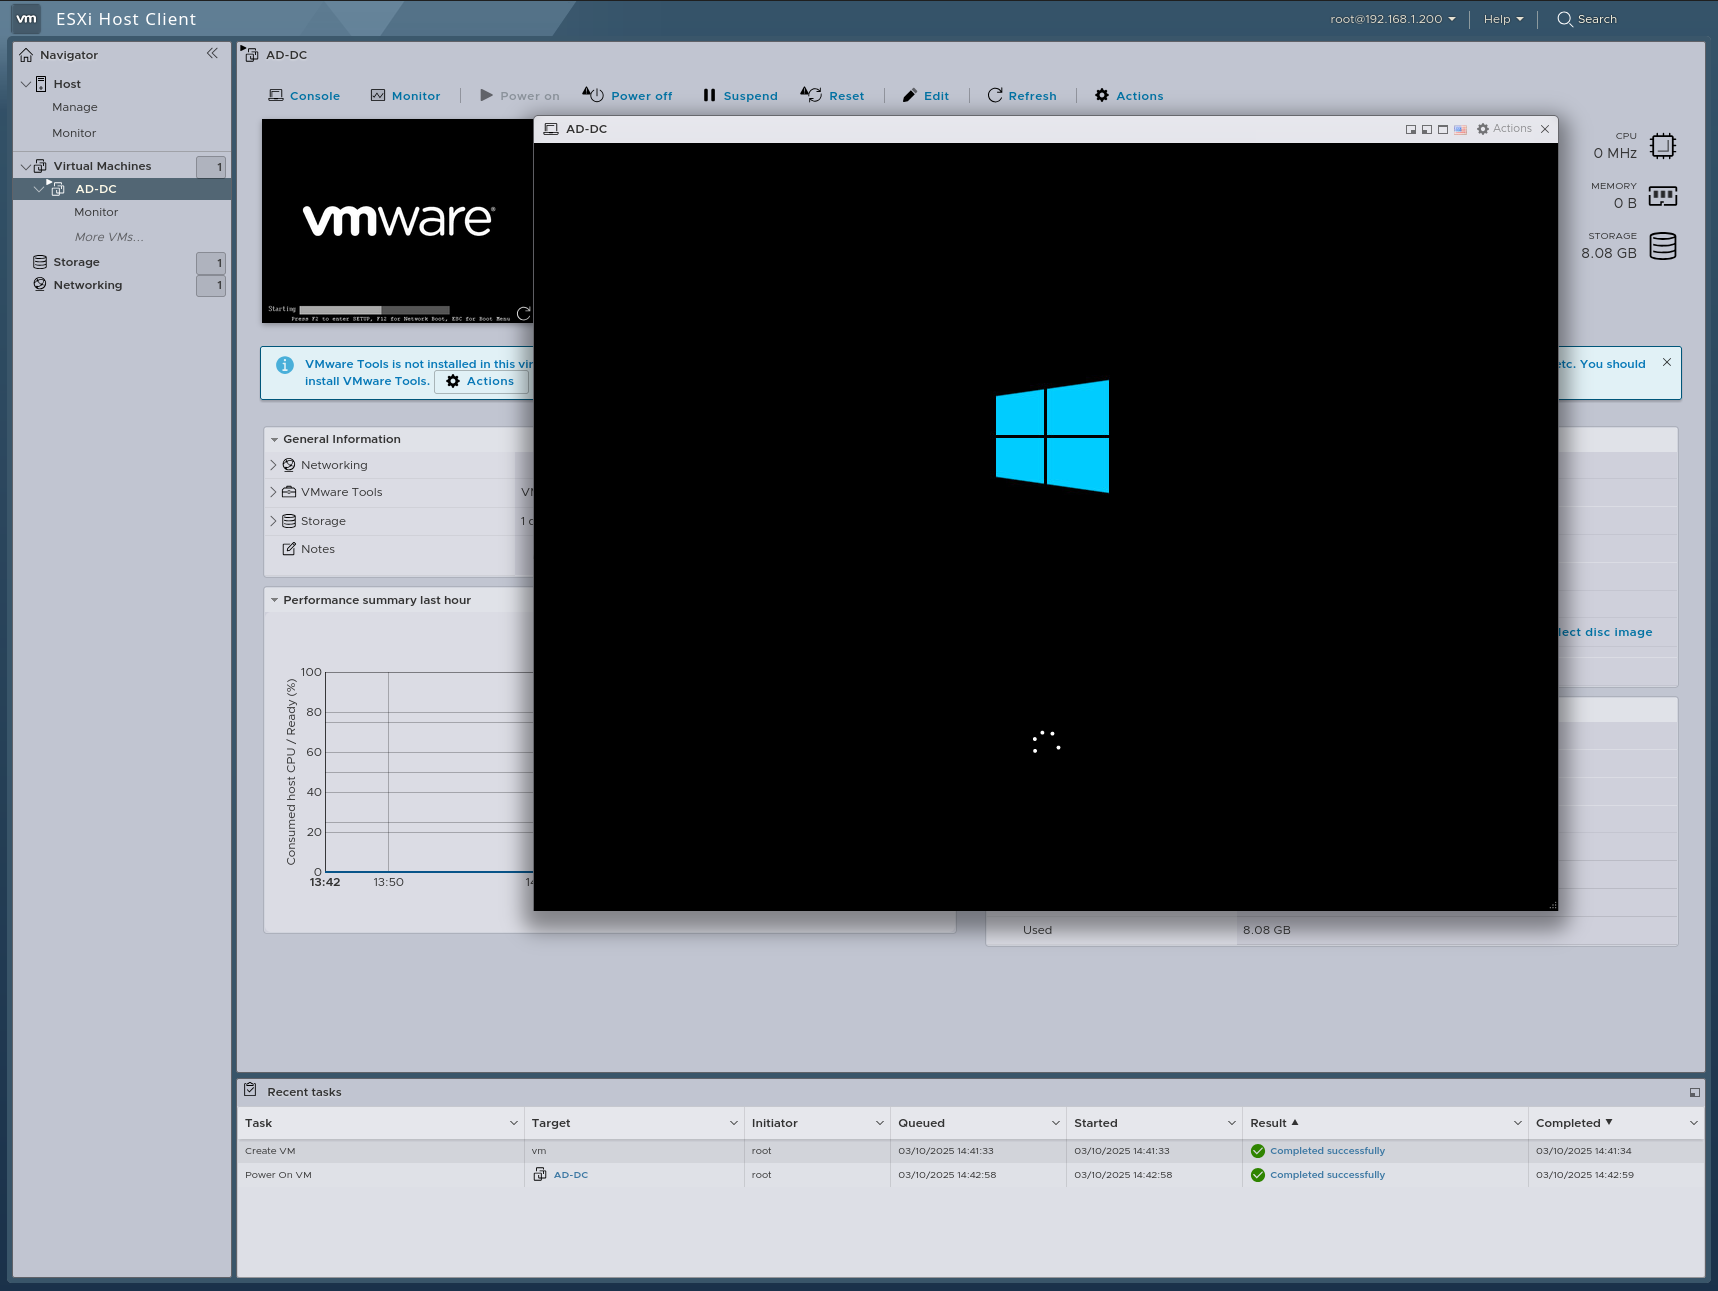 vm ESXi Host Client
root@192.168.1.200 Help Search
Navigator
Host
Manage
Monitor
Virtual Machines 1
AD-DC
Monitor
More VMs...
Storage 1
Networking 1
AD-DC
Console Monitor Power on Power off Suspend Reset Refresh Edit Actions
vmware
Starting
Press F2 to enter SETUP, F12 for Network Boot, ESC for Boot Menu
AD-DC Actions
CPU
0 MHz
MEMORY
0 B
STORAGE
8.08 GB
VMware Tools is not installed in this
etc. You should
install VMware Tools. Actions
General Information
Networking
VMware Tools
Storage 1
Notes
lect disc image
Performance summary last hour
Consumed host CPU / Ready (%)
100
80
60
40
20
0
13:42 13:50
Used 8.08 GB
Recent tasks
Task Target Initiator Queued Started Result Completed
Create VM vm root 03/10/2025 14:41:33 03/10/2025 14:41:33 Completed successfully 03/10/2025 14:41:34
Power On VM AD-DC root 03/10/2025 14:42:58 03/10/2025 14:42:58 Completed successfully 03/10/2025 14:42:59